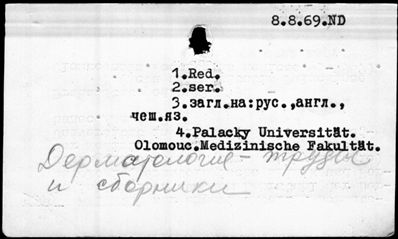 8.8.69.ND
1.Red.
2.ser.
3.загл.на:рус.,англ.,
чеш.яз.
4.Palacky Universität.
Olomouc.Medizinische Fakultät.
Дерматология - труды
и сборники